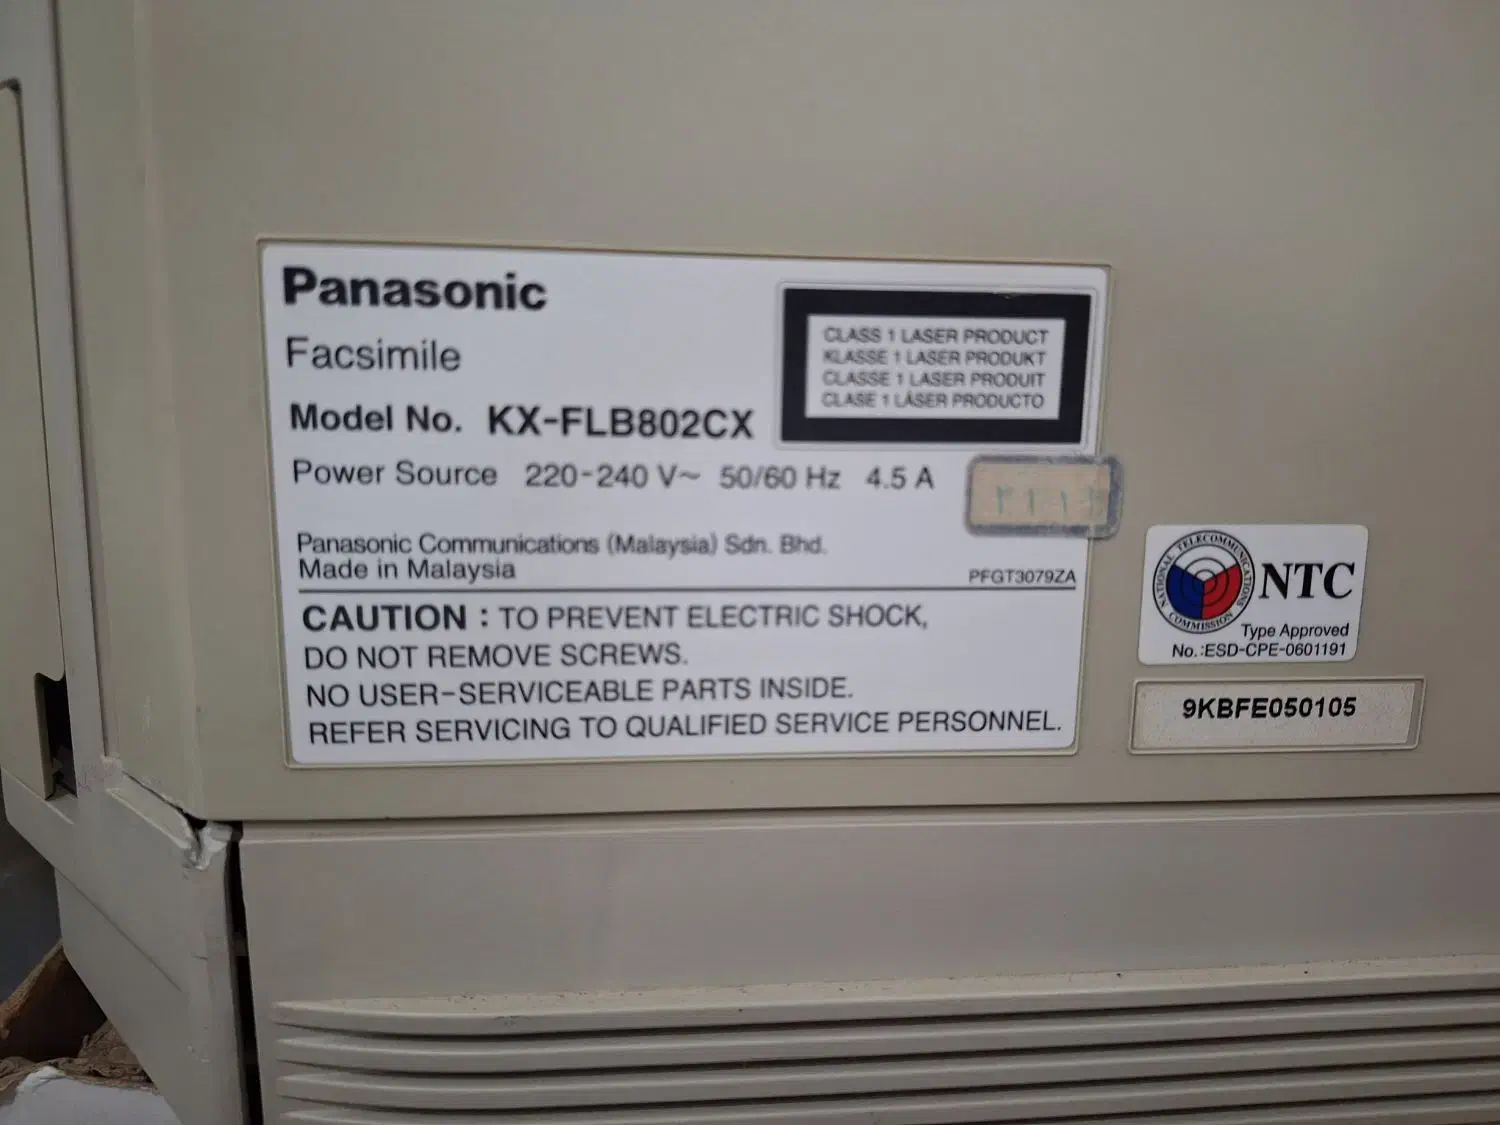 Panasonic
Facsimile
Model No. KX-FLB802CX
Power Source 220-240 V~ 50/60 Hz 4.5 A
CLASS 1 LASER PRODUCT
KLASSE 1 LASER PRODUKT
CLASSE 1 LASER PRODUIT
CLASE 1 LÁSER PRODUCTO
Panasonic Communications (Malaysia) Sdn. Bhd.
Made in Malaysia
PFGT3079ZA
CAUTION : TO PREVENT ELECTRIC SHOCK,
DO NOT REMOVE SCREWS.
NO USER-SERVICEABLE PARTS INSIDE.
REFER SERVICING TO QUALIFIED SERVICE PERSONNEL.
NATIONAL TELECOMMUNICATIONS COMMISSION
NTC
Type Approved
No.:ESD-CPE-0601191
9KBFE050105